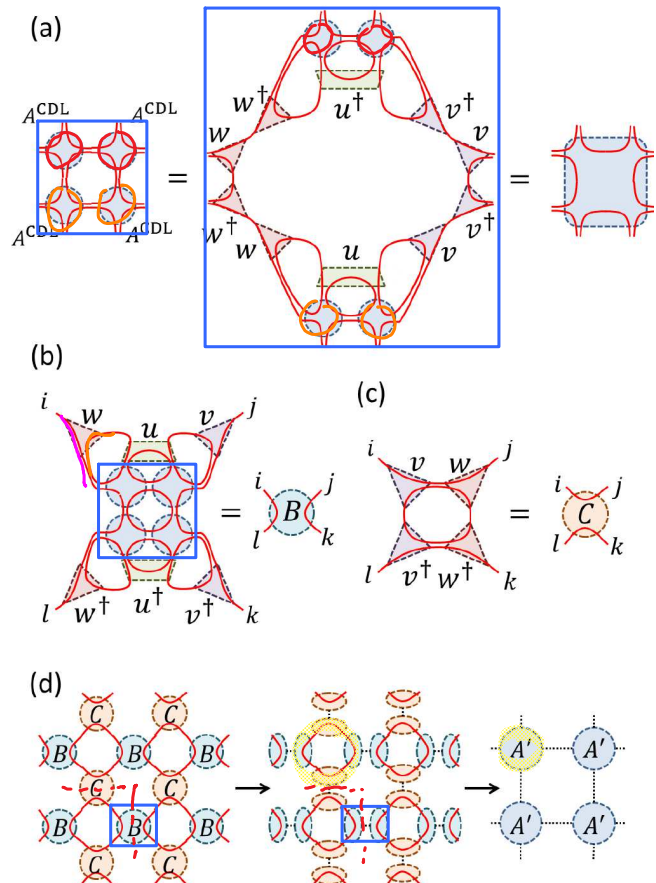 (a)
A^CDL A^CDL
w† u† v†
w v
= =
w† v†
A^CDL A^CDL
w u v
(b)
(c)
i w u v j
i v w j
i j
= B
l k
i j
= C
l k
l v† w† k
l w† u† v† k
(d)
C C
B B B
C C
B B B
C C
A' A'
A' A'